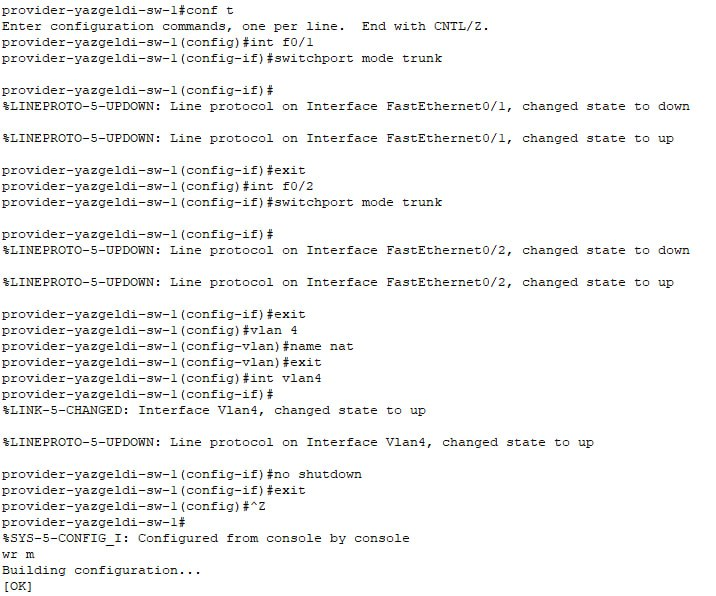 provider-yazgeldi-sw-1#conf t
Enter configuration commands, one per line.  End with CNTL/Z.
provider-yazgeldi-sw-1(config)#int f0/1
provider-yazgeldi-sw-1(config-if)#switchport mode trunk
provider-yazgeldi-sw-1(config-if)#
%LINEPROTO-5-UPDOWN: Line protocol on Interface FastEthernet0/1, changed state to down
%LINEPROTO-5-UPDOWN: Line protocol on Interface FastEthernet0/1, changed state to up
provider-yazgeldi-sw-1(config-if)#exit
provider-yazgeldi-sw-1(config)#int f0/2
provider-yazgeldi-sw-1(config-if)#switchport mode trunk
provider-yazgeldi-sw-1(config-if)#
%LINEPROTO-5-UPDOWN: Line protocol on Interface FastEthernet0/2, changed state to down
%LINEPROTO-5-UPDOWN: Line protocol on Interface FastEthernet0/2, changed state to up
provider-yazgeldi-sw-1(config-if)#exit
provider-yazgeldi-sw-1(config)#vlan 4
provider-yazgeldi-sw-1(config-vlan)#name nat
provider-yazgeldi-sw-1(config-vlan)#exit
provider-yazgeldi-sw-1(config)#int vlan4
provider-yazgeldi-sw-1(config-if)#
%LINK-5-CHANGED: Interface Vlan4, changed state to up
%LINEPROTO-5-UPDOWN: Line protocol on Interface Vlan4, changed state to up
provider-yazgeldi-sw-1(config-if)#no shutdown
provider-yazgeldi-sw-1(config-if)#exit
provider-yazgeldi-sw-1(config)#^Z
provider-yazgeldi-sw-1#
%SYS-5-CONFIG_I: Configured from console by console
wr m
Building configuration...
[OK]